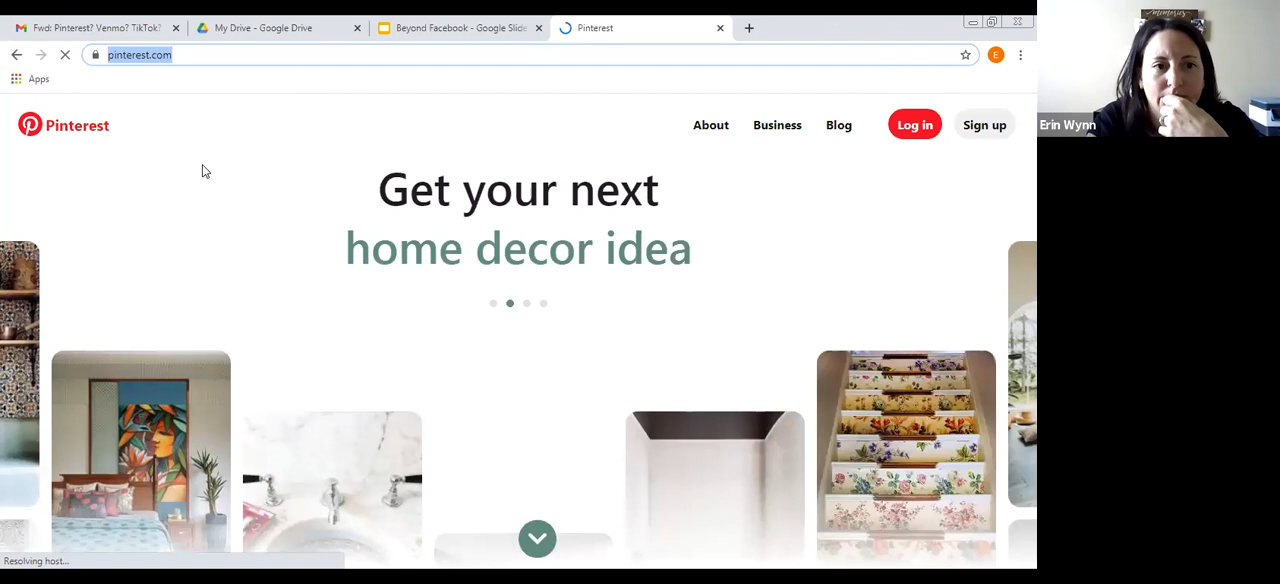 Fwd: Pinterest? Venmo? TikTok?
My Drive - Google Drive
Beyond Facebook - Google Slide
Pinterest
pinterest.com
E
Apps
Pinterest
About
Business
Blog
Log in
Sign up
Get your next
home decor idea
Resolving host...
memories
Erin Wynn